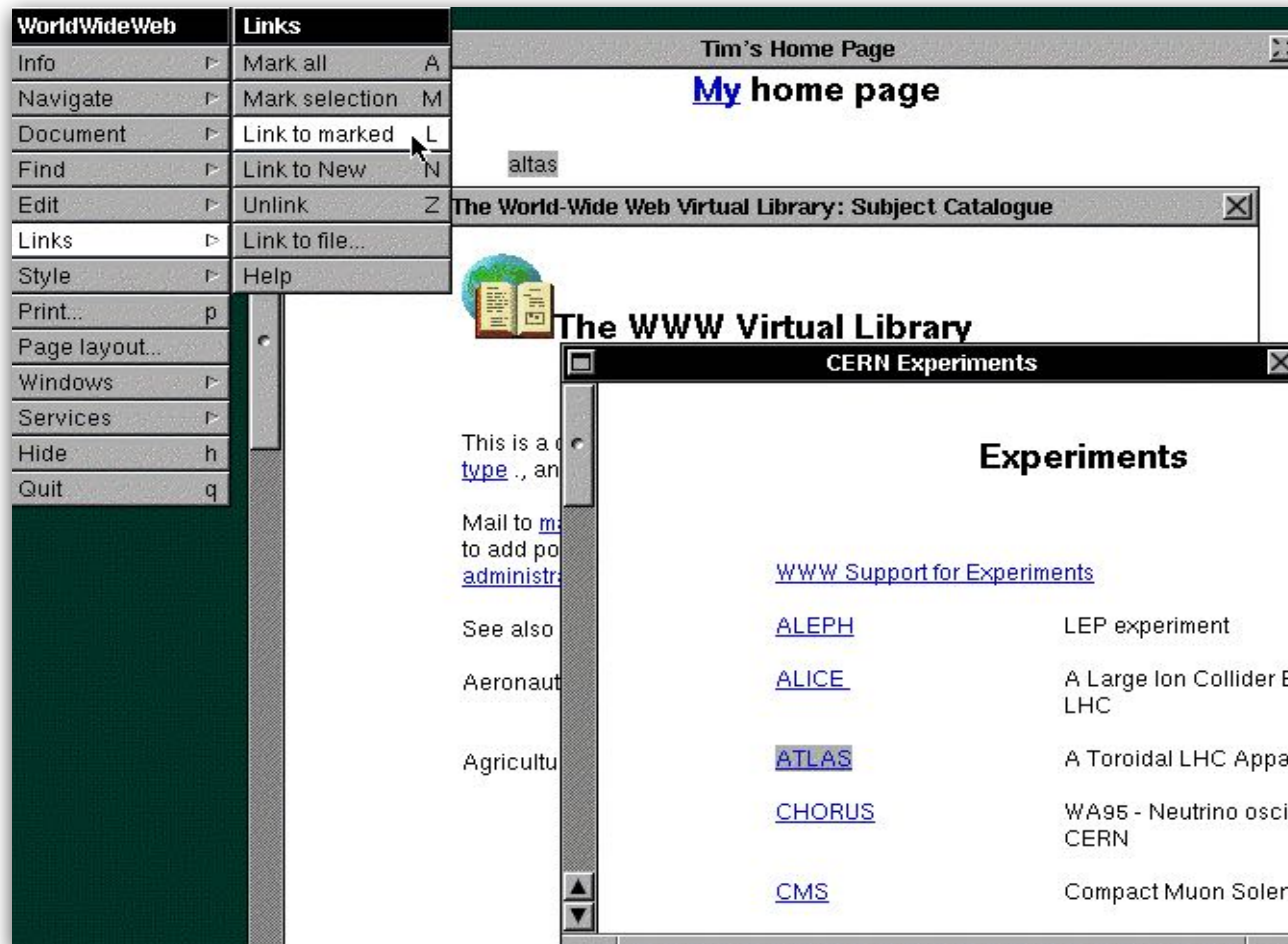 WorldWideWeb
Info
Navigate
Document
Find
Edit
Links
Style
Print... p
Page layout...
Windows
Services
Hide h
Quit q
Links
Mark all A
Mark selection M
Link to marked L
Link to New N
Unlink Z
Link to file...
Help
Tim's Home Page
My home page
altas
The World-Wide Web Virtual Library: Subject Catalogue
The WWW Virtual Library
This is a
type ., an
Mail to
to add po
administr
See also
Aeronaut
Agricultu
CERN Experiments
Experiments
WWW Support for Experiments
ALEPH LEP experiment
ALICE A Large Ion Collider
LHC
ATLAS A Toroidal LHC Appa
CHORUS WA95 - Neutrino osci
CERN
CMS Compact Muon Solen